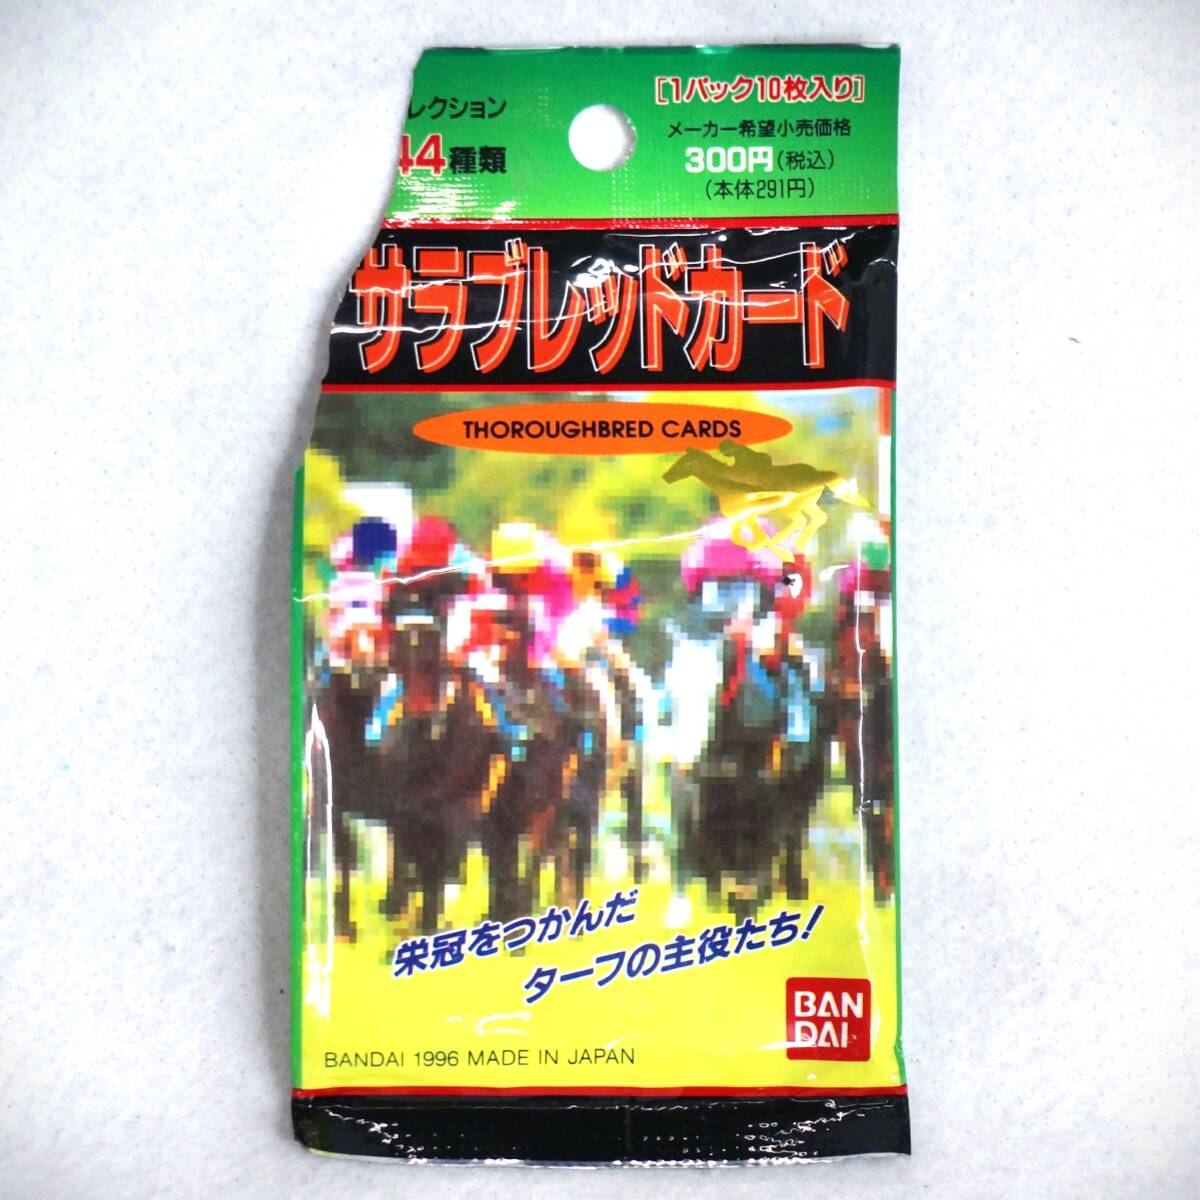 レクション
44種類
[1パック10枚入り]
メーカー希望小売価格
300円(税込)
(本体291円)
サラブレッドカード
THOROUGHBRED CARDS
栄冠をつかんだ
ターフの主役たち!
BAN
DAI
BANDAI 1996 MADE IN JAPAN